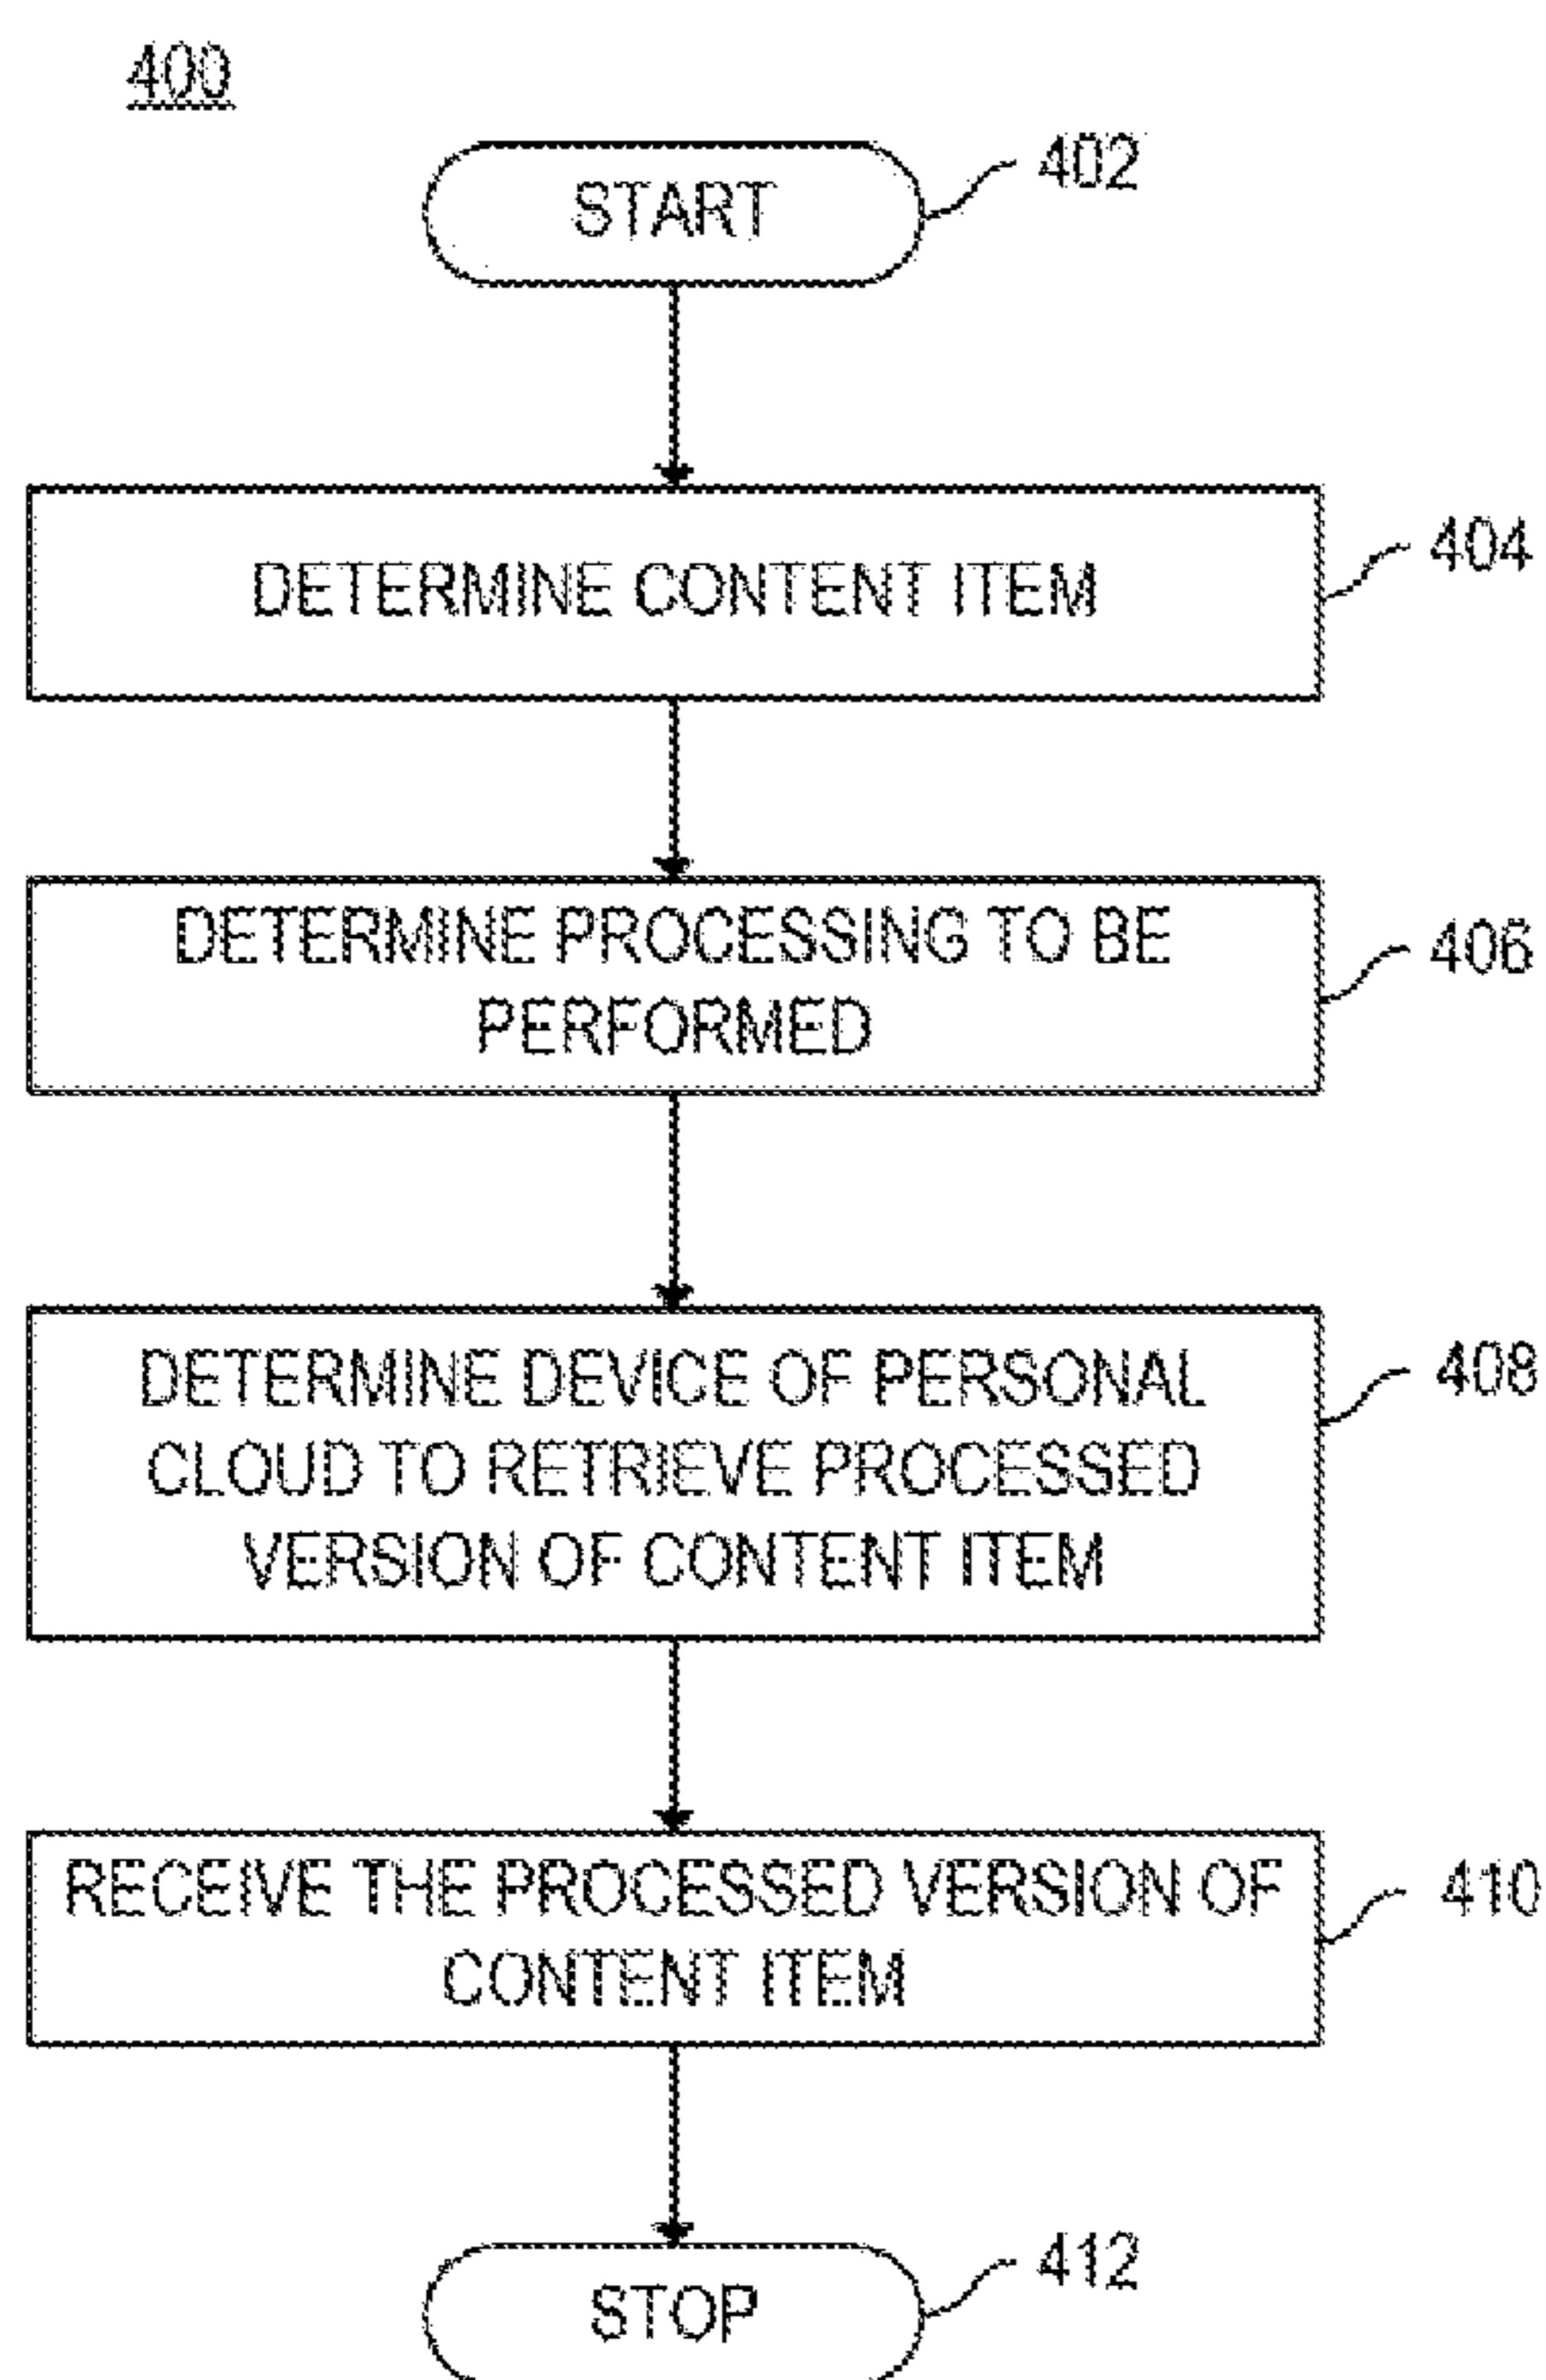 400
START
402
DETERMINE CONTENT ITEM
404
DETERMINE PROCESSING TO BE
PERFORMED
406
DETERMINE DEVICE OF PERSONAL
CLOUD TO RETRIEVE PROCESSED
VERSION OF CONTENT ITEM
408
RECEIVE THE PROCESSED VERSION OF
CONTENT ITEM
410
STOP
412